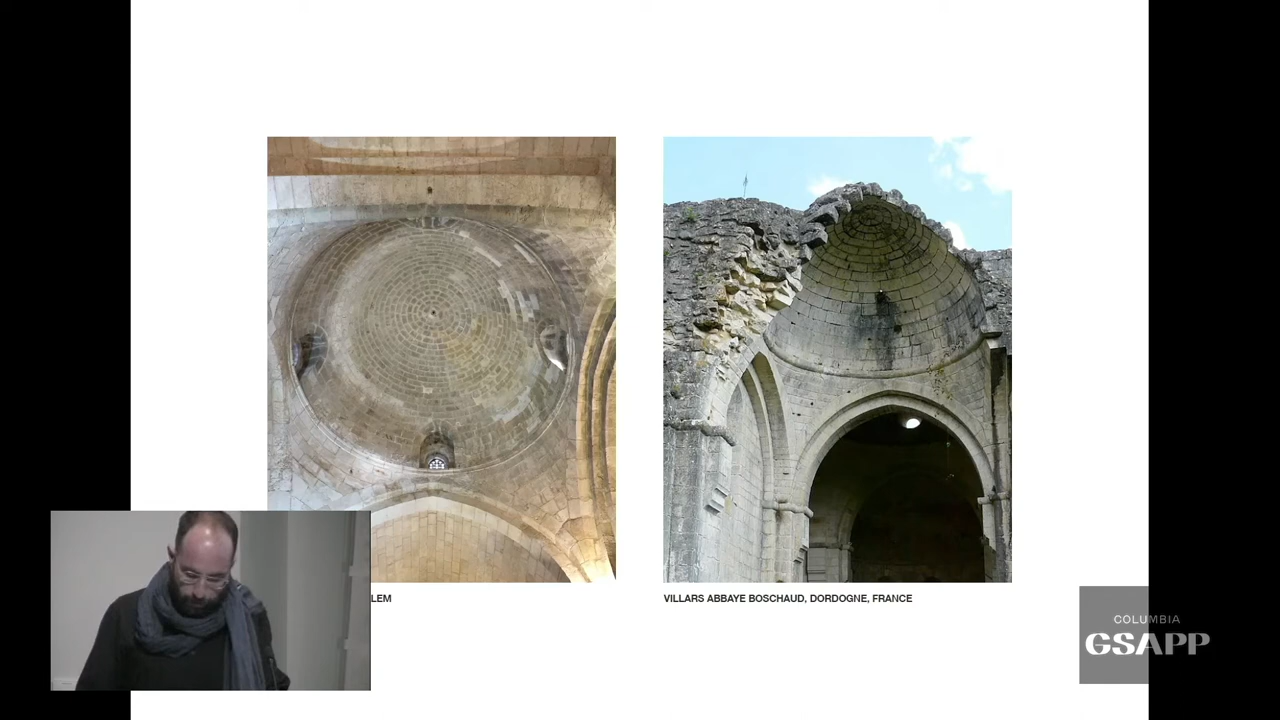 LEM
VILLARS ABBAYE BOSCHAUD, DORDOGNE, FRANCE
COLUMBIA
GSAPP